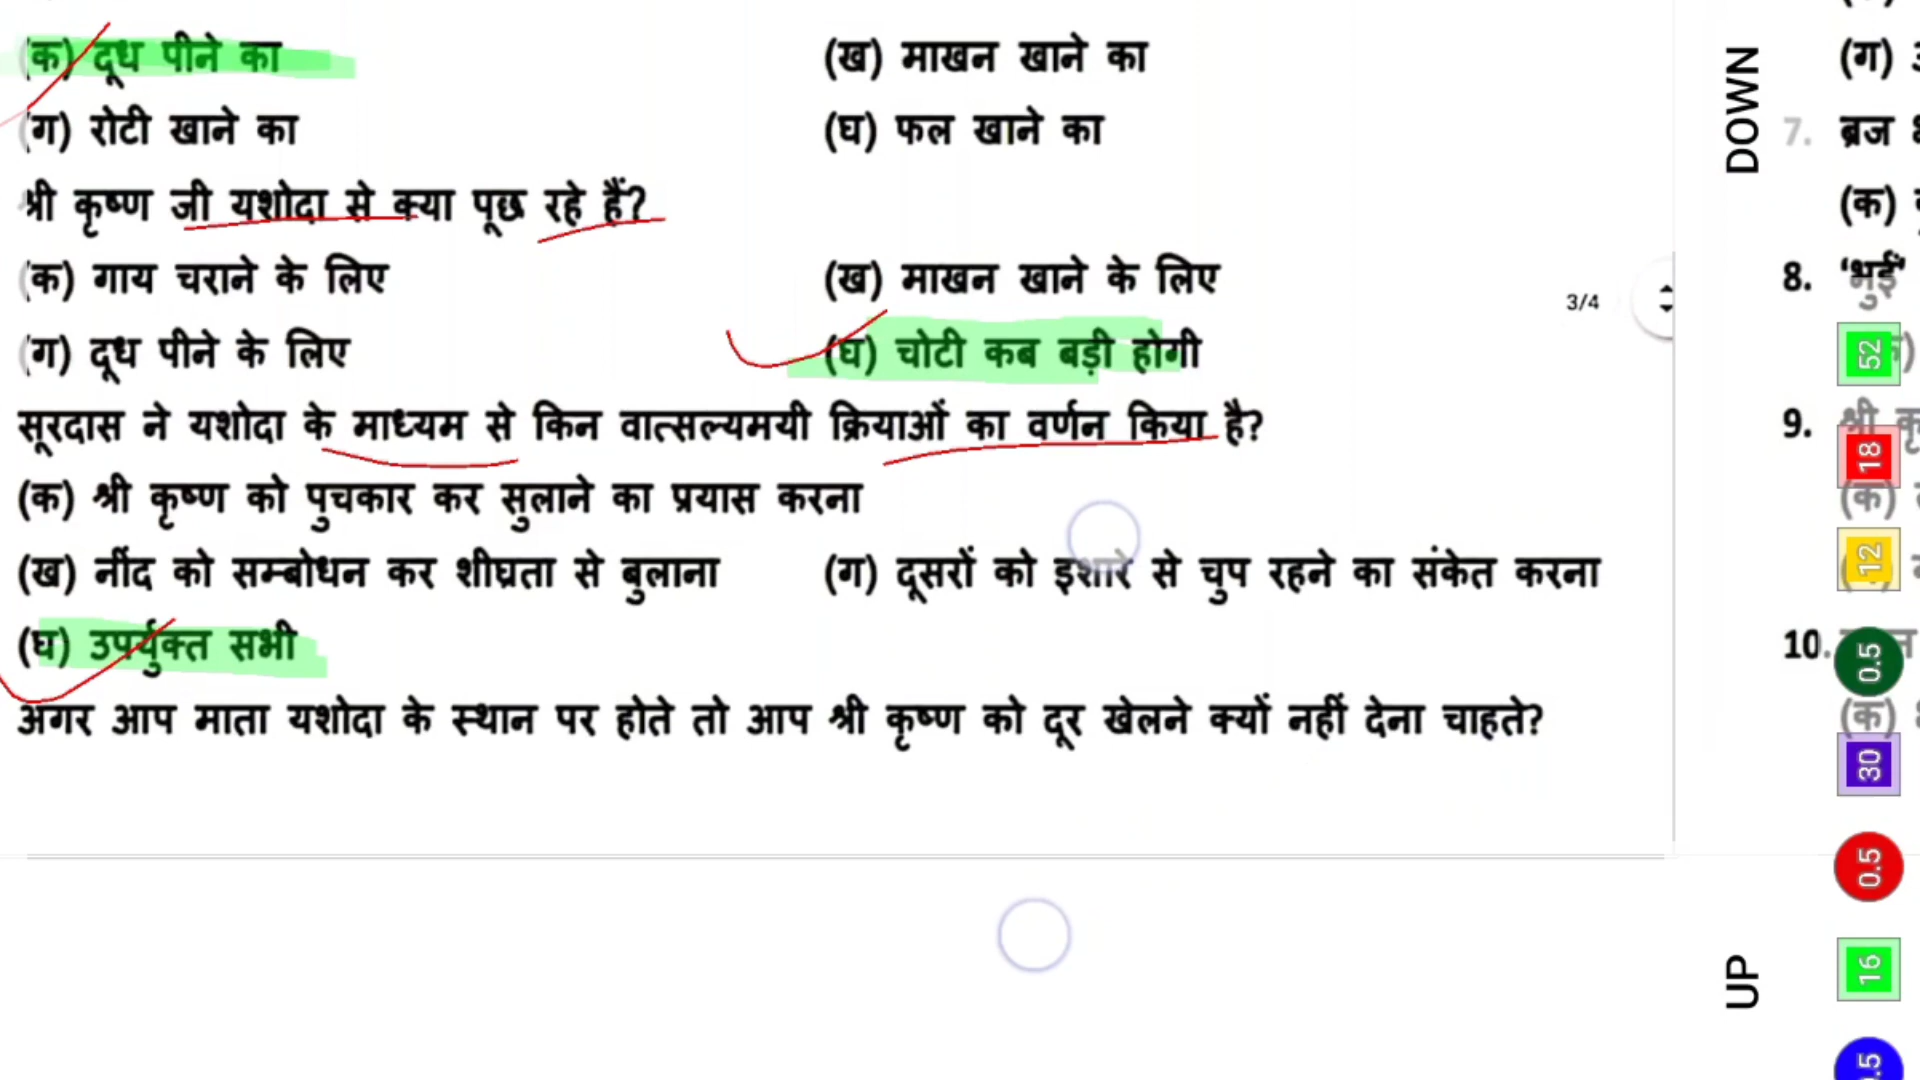 (क) दूध पीने का (ख) माखन खाने का
(ग) रोटी खाने का (घ) फल खाने का
श्री कृष्ण जी यशोदा से क्या पूछ रहे हैं?
(क) गाय चराने के लिए (ख) माखन खाने के लिए
(ग) दूध पीने के लिए (घ) चोटी कब बड़ी होगी
सूरदास ने यशोदा के माध्यम से किन वात्सल्यमयी क्रियाओं का वर्णन किया है?
(क) श्री कृष्ण को पुचकार कर सुलाने का प्रयास करना
(ख) नींद को सम्बोधन कर शीघ्रता से बुलाना (ग) दूसरों को इशारे से चुप रहने का संकेत करना
(घ) उपर्युक्त सभी
अगर आप माता यशोदा के स्थान पर होते तो आप श्री कृष्ण को दूर खेलने क्यों नहीं देना चाहते?
3/4
DOWN
UP
(ग)
7. ब्रज
(क)
8. 'भुइँ'
9. श्री
(क)
10.
(क)
52
18
12
0.5
30
0.5
16